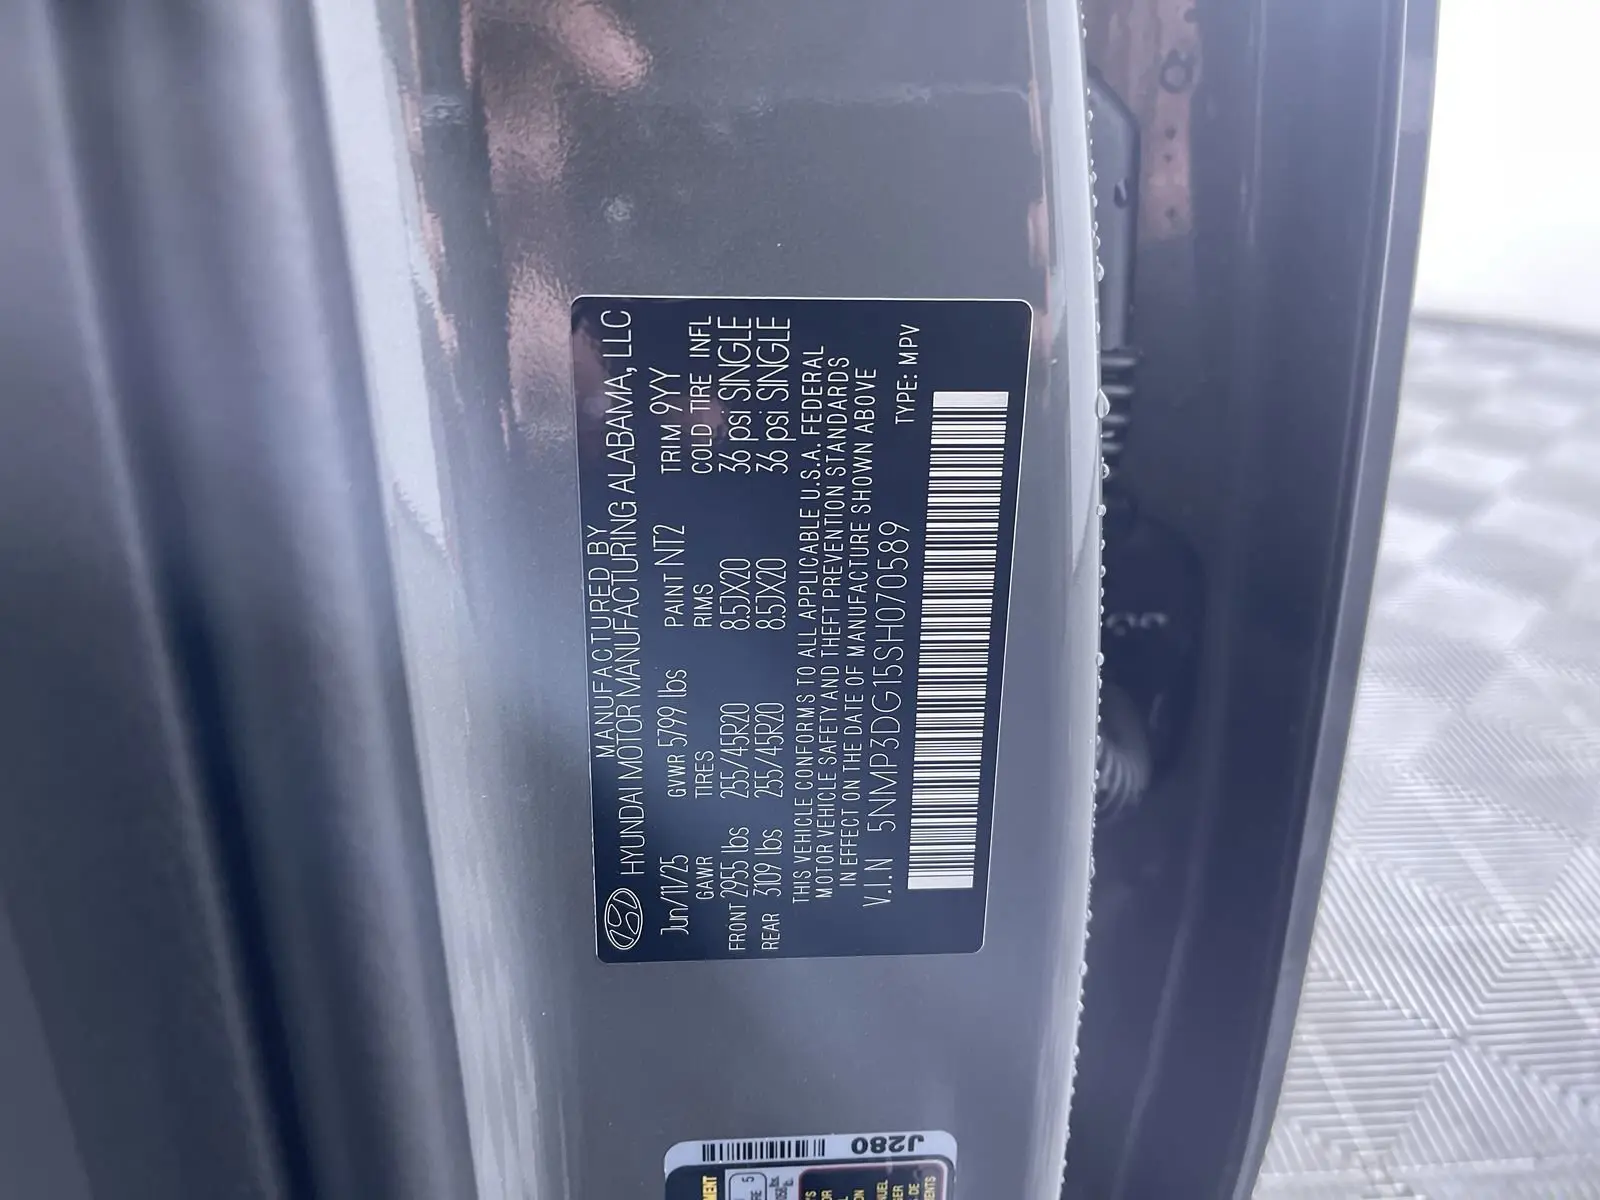 MANUFACTURED BY
HYUNDAI MOTOR MANUFACTURING ALABAMA, LLC
Jun/11/25 GVWR 5799 lbs PAINT NT2 TRIM 9YY
GAWR TIRES RIMS COLD TIRE INFL
FRONT 2955 lbs 255/45R20 8.5JX20 36 psi SINGLE
REAR 3109 lbs 255/45R20 8.5JX20 36 psi SINGLE
THIS VEHICLE CONFORMS TO ALL APPLICABLE U.S.A. FEDERAL
MOTOR VEHICLE SAFETY AND THEFT PREVENTION STANDARDS
IN EFFECT ON THE DATE OF MANUFACTURE SHOWN ABOVE
V.I.N 5NMP3DG15SH070589
TYPE: MPV
J280